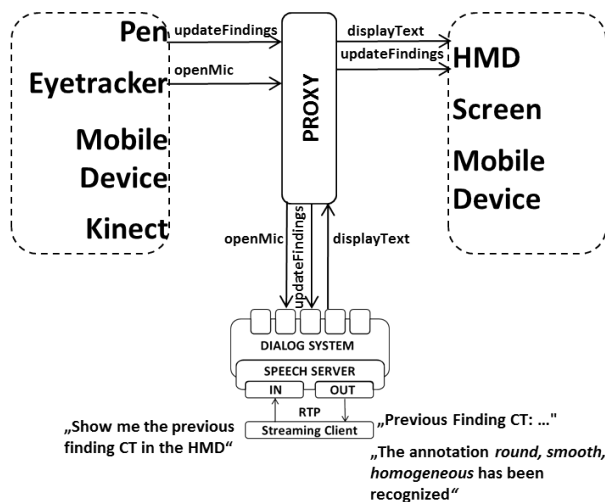 Pen
updateFindings
Eyetracker
openMic
Mobile
Device
Kinect
PROXY
displayText
updateFindings
HMD
Screen
Mobile
Device
openMic
updateFindings
displayText
DIALOG SYSTEM
SPEECH SERVER
IN
OUT
RTP
Streaming Client
„Show me the previous
finding CT in the HMD“
„Previous Finding CT: ..."
„The annotation round, smooth,
homogeneous has been
recognized“